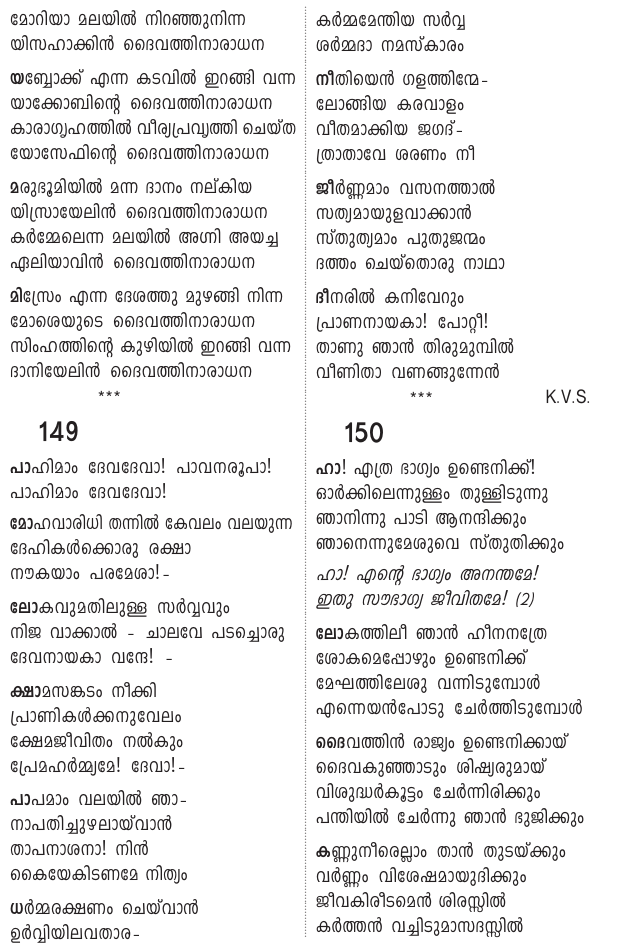 മോറിയാ മലയിൽ നിറഞ്ഞുനിന്ന
യിസഹാക്കിൻ ദൈവത്തിനാരാധന
യബ്ബോക്ക് എന്ന കടവിൽ ഇറങ്ങി വന്ന
യാക്കോബിന്റെ ദൈവത്തിനാരാധന
കാരാഗൃഹത്തിൽ വീര്യപ്രവൃത്തി ചെയ്ത
യോസേഫിന്റെ ദൈവത്തിനാരാധന
മരുഭൂമിയിൽ മന്ന ദാനം നല്കിയ
യിസ്രായേലിൻ ദൈവത്തിനാരാധന
കർമ്മേലെന്ന മലയിൽ അഗ്നി അയച്ച
ഏലിയാവിൻ ദൈവത്തിനാരാധന
മിസ്രേം എന്ന ദേശത്തു മുഴങ്ങി നിന്ന
മോശെയുടെ ദൈവത്തിനാരാധന
സിംഹത്തിന്റെ കുഴിയിൽ ഇറങ്ങി വന്ന
ദാനിയേലിൻ ദൈവത്തിനാരാധന
***
149
പാഹിമാം ദേവദേവാ! പാവനരൂപാ!
പാഹിമാം ദേവദേവാ!
മോഹവാരിധി തന്നിൽ കേവലം വലയുന്ന
ദേഹികൾക്കൊരു രക്ഷാ
നൗകയാം പരമേശാ!-
ലോകവുമതിലുള്ള സർവ്വവും
നിജ വാക്കാൽ - ചാലവേ പടച്ചൊരു
ദേവനായകാ വന്ദേ! -
ക്ഷാമസങ്കടം നീക്കി
പ്രാണികൾക്കനുവേലം
ക്ഷേമജീവിതം നൽകും
പ്രേമഹർമ്മ്യമേ! ദേവാ!-
പാപമാം വലയിൽ ഞാ-
നാപതിച്ചുഴലായ്‌വാൻ
താപനാശനാ! നിൻ
കൈയേകിടണമേ നിത്യം
ധർമ്മരക്ഷണം ചെയ്‌വാൻ
ഉർവ്വിയിലവതാര-
കർമ്മമേന്തിയ സർവ്വ
ശർമ്മദാ നമസ്കാരം
നീതിയെൻ ഗളത്തിന്മേ-
ലോങ്ങിയ കരവാളം
വീതമാക്കിയ ജഗദ്-
ത്രാതാവേ ശരണം നീ
ജീർണ്ണമാം വസനത്താൽ
സത്യമായുളവാക്കാൻ
സ്തുത്യമാം പുതുജന്മം
ദത്തം ചെയ്തൊരു നാഥാ
ദീനരിൽ കനിവേറും
പ്രാണനായകാ! പോറ്റീ!
താണു ഞാൻ തിരുമുമ്പിൽ
വീണിതാ വണങ്ങുന്നേൻ
*** K.V.S.
150
ഹാ! എത്ര ഭാഗ്യം ഉണ്ടെനിക്ക്!
ഓർക്കിലെന്നുള്ളം തുള്ളിടുന്നു
ഞാനിന്നു പാടി ആനന്ദിക്കും
ഞാനെന്നുമേശുവെ സ്തുതിക്കും
ഹാ! എന്റെ ഭാഗ്യം അനന്തമേ!
ഇതു സൗഭാഗ്യ ജീവിതമേ! (2)
ലോകത്തിലീ ഞാൻ ഹീനനത്രേ
ശോകമെപ്പോഴും ഉണ്ടെനിക്ക്
മേഘത്തിലേശു വന്നിടുമ്പോൾ
എന്നെയൻപോടു ചേർത്തിടുമ്പോൾ
ദൈവത്തിൻ രാജ്യം ഉണ്ടെനിക്കായ്
ദൈവകുഞ്ഞാടും ശിഷ്യരുമായ്
വിശുദ്ധർകൂട്ടം ചേർന്നിരിക്കും
പന്തിയിൽ ചേർന്നു ഞാൻ ഭുജിക്കും
കണ്ണുനീരെല്ലാം താൻ തുടയ്ക്കും
വർണ്ണം വിശേഷമായുദിക്കും
ജീവകിരീടമെൻ ശിരസ്സിൽ
കർത്തൻ വച്ചിടുമാസദസ്സിൽ